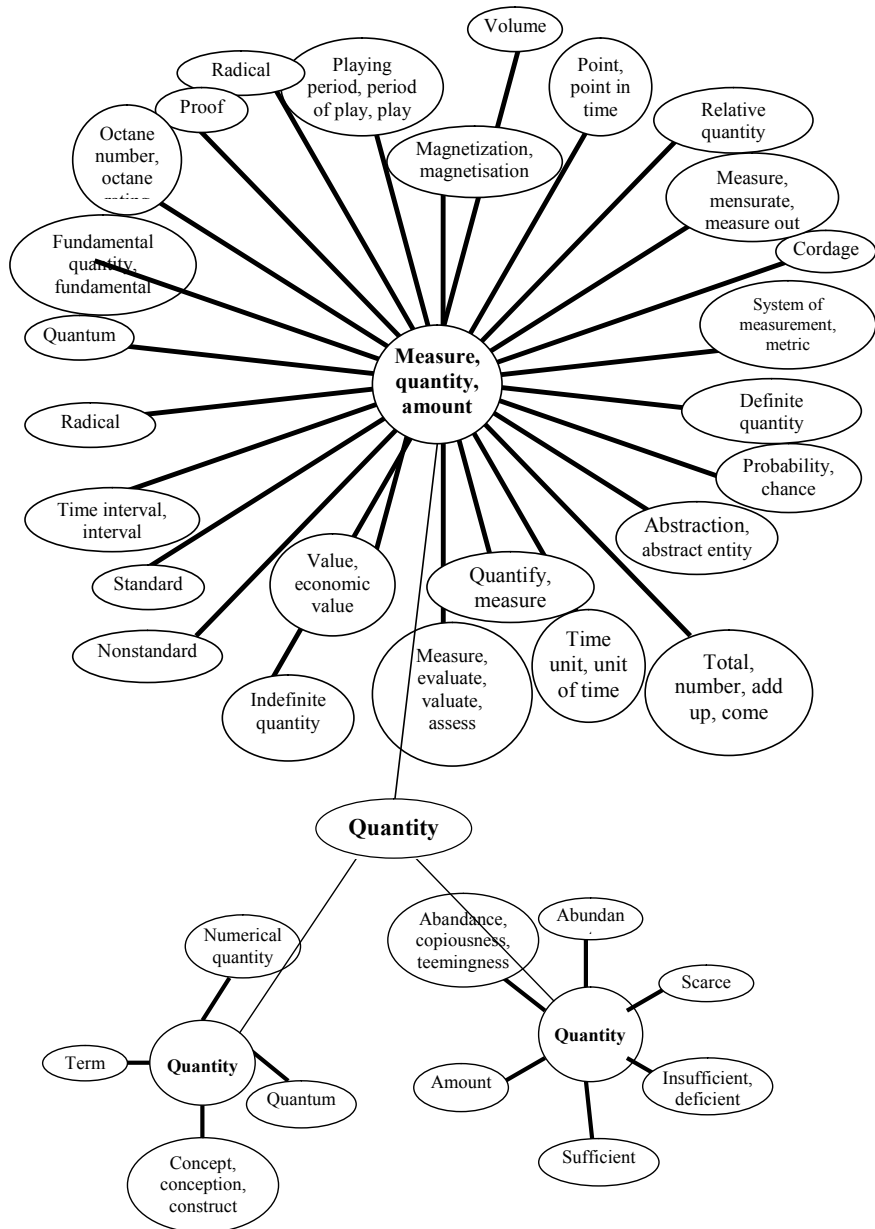 Volume
Radical
Playing
period, period
of play, play
Point,
point in
time
Proof
Relative
quantity
Octane
number,
octane
rating
Magnetization,
magnetisation
Measure,
mensurate,
measure out
Fundamental
quantity,
fundamental
Cordage
System of
measurement,
metric
Quantum
Measure,
quantity,
amount
Definite
quantity
Radical
Probability,
chance
Time interval,
interval
Abstraction,
abstract entity
Standard
Value,
economic
value
Quantify,
measure
Nonstandard
Measure,
evaluate,
valuate,
assess
Time
unit, unit
of time
Total,
number, add
up, come
Indefinite
quantity
Quantity
Numerical
quantity
Abandance,
copiousness,
teemingness
Abundan
Scarce
Term
Quantity
Quantum
Concept,
conception,
construct
Quantity
Amount
Insufficient,
deficient
Sufficient